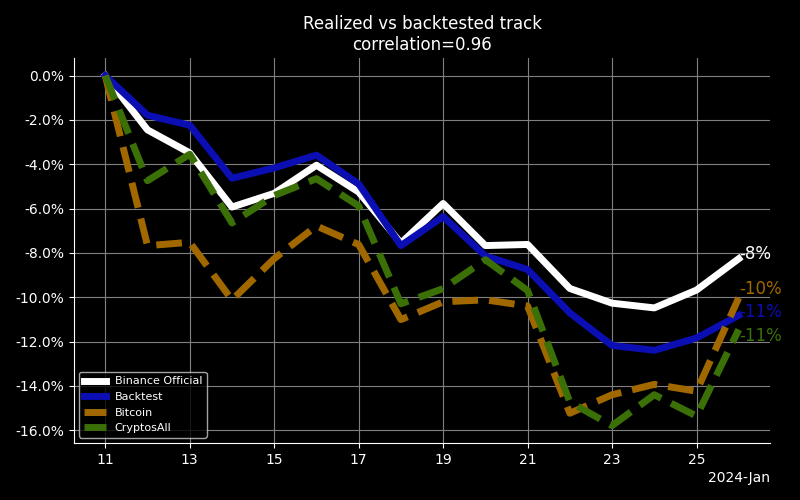 Realized vs backtested track
correlation=0.96
0.0%
-2.0%
-4.0%
-6.0%
-8.0%
-10.0%
-12.0%
-14.0%
-16.0%
-8%
-10%
-11%
-11%
Binance Official
Backtest
Bitcoin
CryptosAll
11 13 15 17 19 21 23 25
2024-Jan